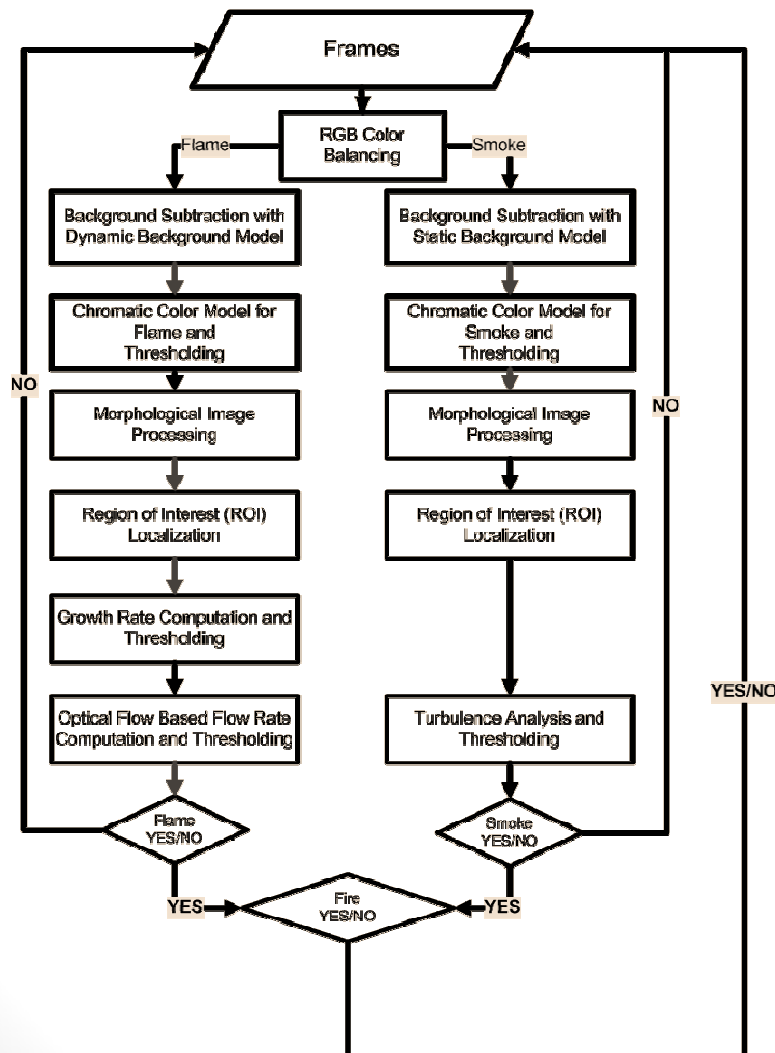 Frames
RGB Color
Balancing
Flame
Smoke
Background Subtraction with
Dynamic Background Model
Background Subtraction with
Static Background Model
Chromatic Color Model for
Flame and
Thresholding
Chromatic Color Model for
Smoke and
Thresholding
NO
NO
Morphological Image
Processing
Morphological Image
Processing
Region of Interest (ROI)
Localization
Region of Interest (ROI)
Localization
Growth Rate Computation and
Thresholding
YES/NO
Optical Flow Based Flow Rate
Computation and Thresholding
Turbulence Analysis and
Thresholding
Flame
YES/NO
Smoke
YES/NO
YES
Fire
YES/NO
YES